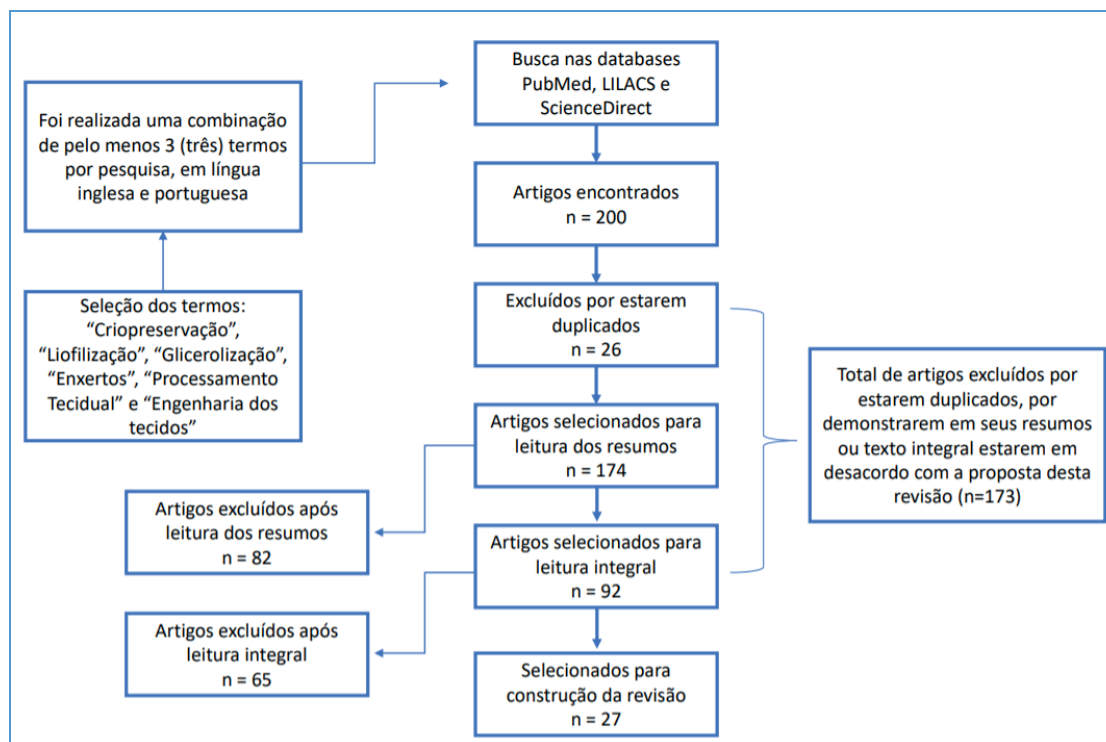 Busca nas databases
PubMed, LILACS e
ScienceDirect
Foi realizada uma combinação
de pelo menos 3 (três) termos
por pesquisa, em língua
inglesa e portuguesa
Artigos encontrados
n = 200
Seleção dos termos:
“Criopreservação”,
“Liofilização”, “Glicerolização”,
“Enxertos”, “Processamento
Tecidual” e “Engenharia dos
tecidos”
Excluídos por estarem
duplicados
n = 26
Total de artigos excluídos por
estarem duplicados, por
demonstrarem em seus resumos
ou texto integral estarem em
desacordo com a proposta desta
revisão (n=173)
Artigos selecionados para
leitura dos resumos
n = 174
Artigos excluídos após
leitura dos resumos
n = 82
Artigos selecionados para
leitura integral
n = 92
Artigos excluídos após
leitura integral
n = 65
Selecionados para
construção da revisão
n = 27